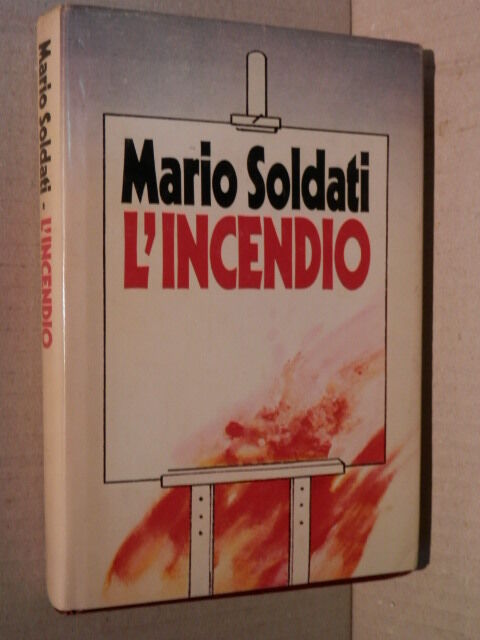 Mario Soldati
L'INCENDIO
Mario Soldati - L'INCENDIO